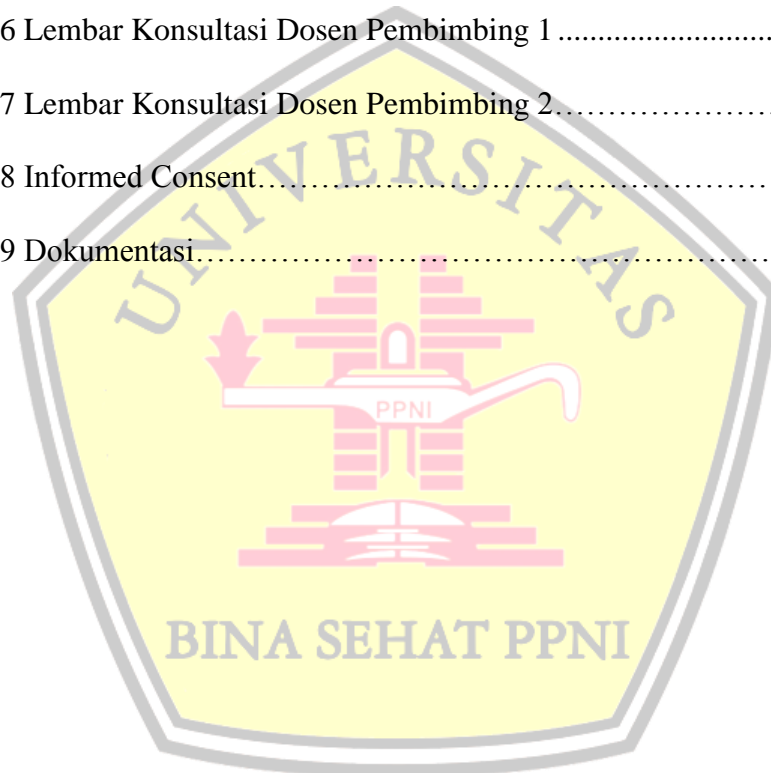 6 Lembar Konsultasi Dosen Pembimbing 1 ..........................
7 Lembar Konsultasi Dosen Pembimbing 2……………………
8 Informed Consent……………………………………………………
9 Dokumentasi…………………………………………………………
UNIVERSITAS
PPNI
BINA SEHAT PPNI